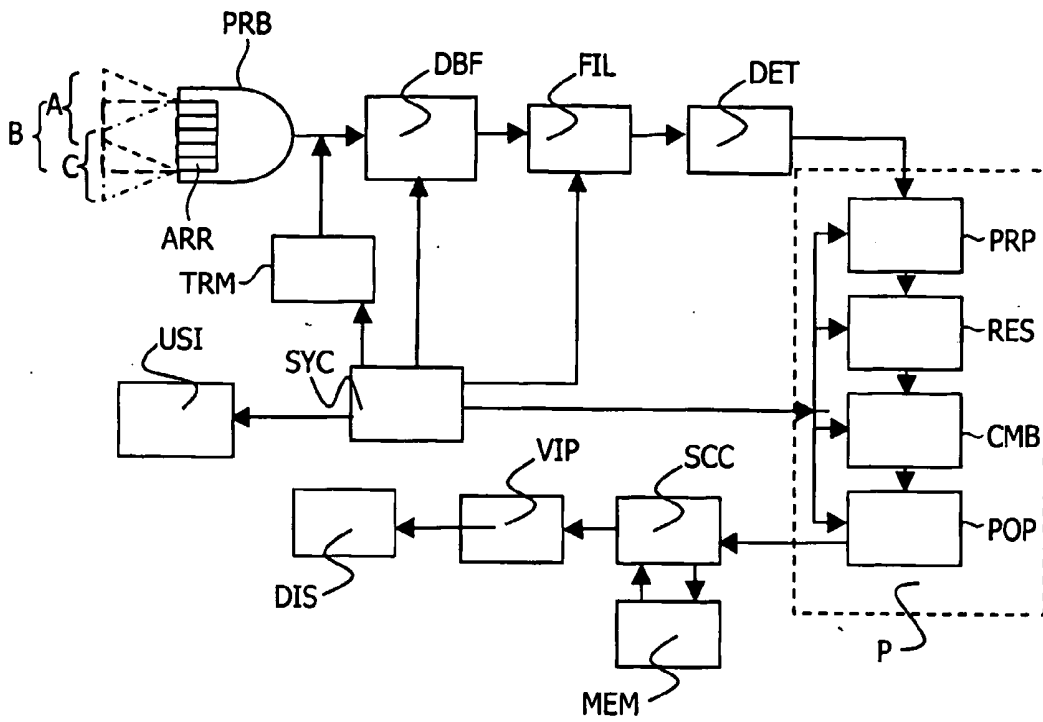 PRB
DBF
FIL
DET
A
B
C
ARR
TRM
PRP
USI
SYC
RES
VIP
SCC
CMB
POP
DIS
MEM
P